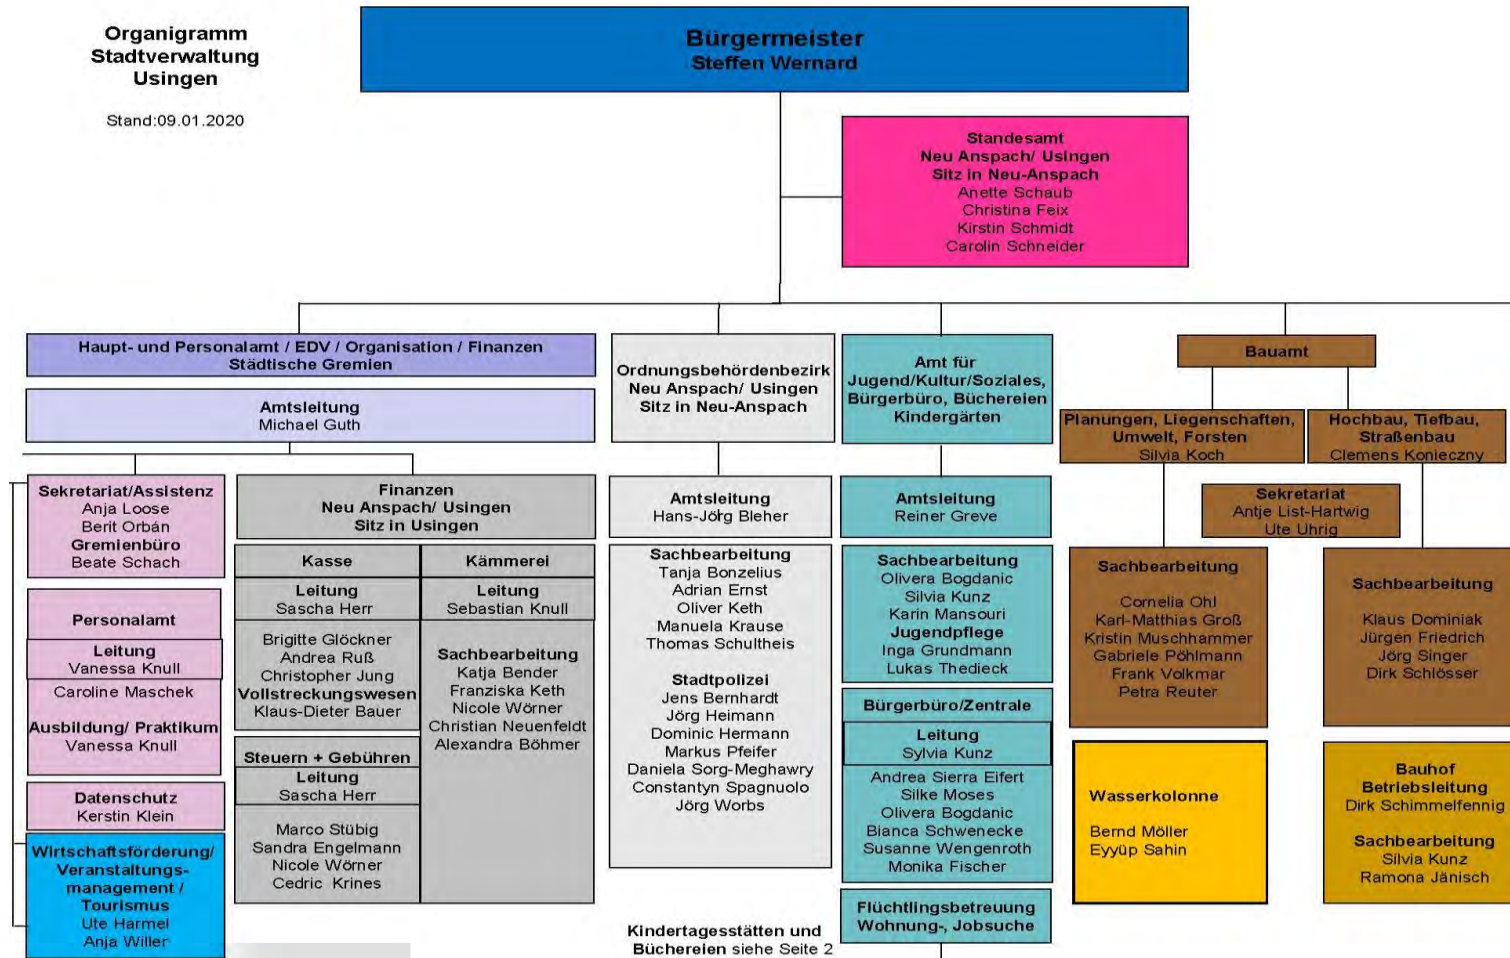 Organigramm
Stadtverwaltung
Usingen
Stand:09.01.2020
Bürgermeister
Steffen Wernard
Standesamt
Neu Anspach/ Usingen
Sitz in Neu-Anspach
Anette Schaub
Christina Feix
Kirstin Schmidt
Carolin Schneider
Haupt- und Personalamt / EDV / Organisation / Finanzen
Städtische Gremien
Amtsleitung
Michael Guth
Sekretariat/Assistenz
Anja Loose
Berit Orbán
Gremienbüro
Beate Schach
Personalamt
Leitung
Vanessa Knull
Caroline Maschek
Ausbildung/ Praktikum
Vanessa Knull
Datenschutz
Kerstin Klein
Wirtschaftsförderung/
Veranstaltungs-
management /
Tourismus
Ute Harmel
Anja Willer
Finanzen
Neu Anspach/ Usingen
Sitz in Usingen
Kasse
Leitung
Sascha Herr
Brigitte Glöckner
Andrea Ruß
Christopher Jung
Vollstreckungswesen
Klaus-Dieter Bauer
Steuern + Gebühren
Leitung
Sascha Herr
Marco Stübig
Sandra Engelmann
Nicole Wörner
Cedric Krines
Kämmerei
Leitung
Sebastian Knull
Sachbearbeitung
Katja Bender
Franziska Keth
Nicole Wörner
Christian Neuenfeldt
Alexandra Böhmer
Ordnungsbehördenbezirk
Neu Anspach/ Usingen
Sitz in Neu-Anspach
Amtsleitung
Hans-Jörg Bleher
Sachbearbeitung
Tanja Bonzelius
Adrian Ernst
Oliver Keth
Manuela Krause
Thomas Schultheis
Stadtpolizei
Jens Bernhardt
Jörg Heimann
Dominic Hermann
Markus Pfeifer
Daniela Sorg-Meghawry
Constantyn Spagnuolo
Jörg Worbs
Kindertagesstätten und
Büchereien siehe Seite 2
Amt für
Jugend/Kultur/Soziales,
Bürgerbüro, Büchereien
Kindergärten
Amtsleitung
Reiner Greve
Sachbearbeitung
Olivera Bogdanic
Silvia Kunz
Karin Mansouri
Jugendpflege
Inga Grundmann
Lukas Thedieck
Bürgerbüro/Zentrale
Leitung
Sylvia Kunz
Andrea Sierra Eifert
Silke Moses
Olivera Bogdanic
Bianca Schwenecke
Susanne Wengenroth
Monika Fischer
Flüchtlingsbetreuung
Wohnung-, Jobsuche
Bauamt
Planungen, Liegenschaften,
Umwelt, Forsten
Silvia Koch
Hochbau, Tiefbau,
Straßenbau
Clemens Konieczny
Sekretariat
Antje List-Hartwig
Ute Uhrig
Sachbearbeitung
Cornelia Ohl
Karl-Matthias Groß
Kristin Muschhammer
Gabriele Pöhlmann
Frank Volkmar
Petra Reuter
Wasserkolonne
Bernd Möller
Eyyüp Sahin
Sachbearbeitung
Klaus Dominiak
Jürgen Friedrich
Jörg Singer
Dirk Schlösser
Bauhof
Betriebsleitung
Dirk Schimmelfennig
Sachbearbeitung
Silvia Kunz
Ramona Jänisch